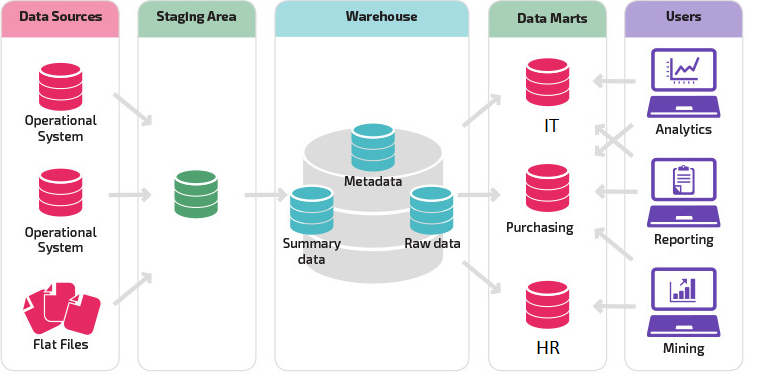 Data Sources
Staging Area
Warehouse
Data Marts
Users
Operational
System
Operational
System
Flat Files
Metadata
Summary
data
Raw data
IT
Purchasing
HR
Analytics
Reporting
Mining